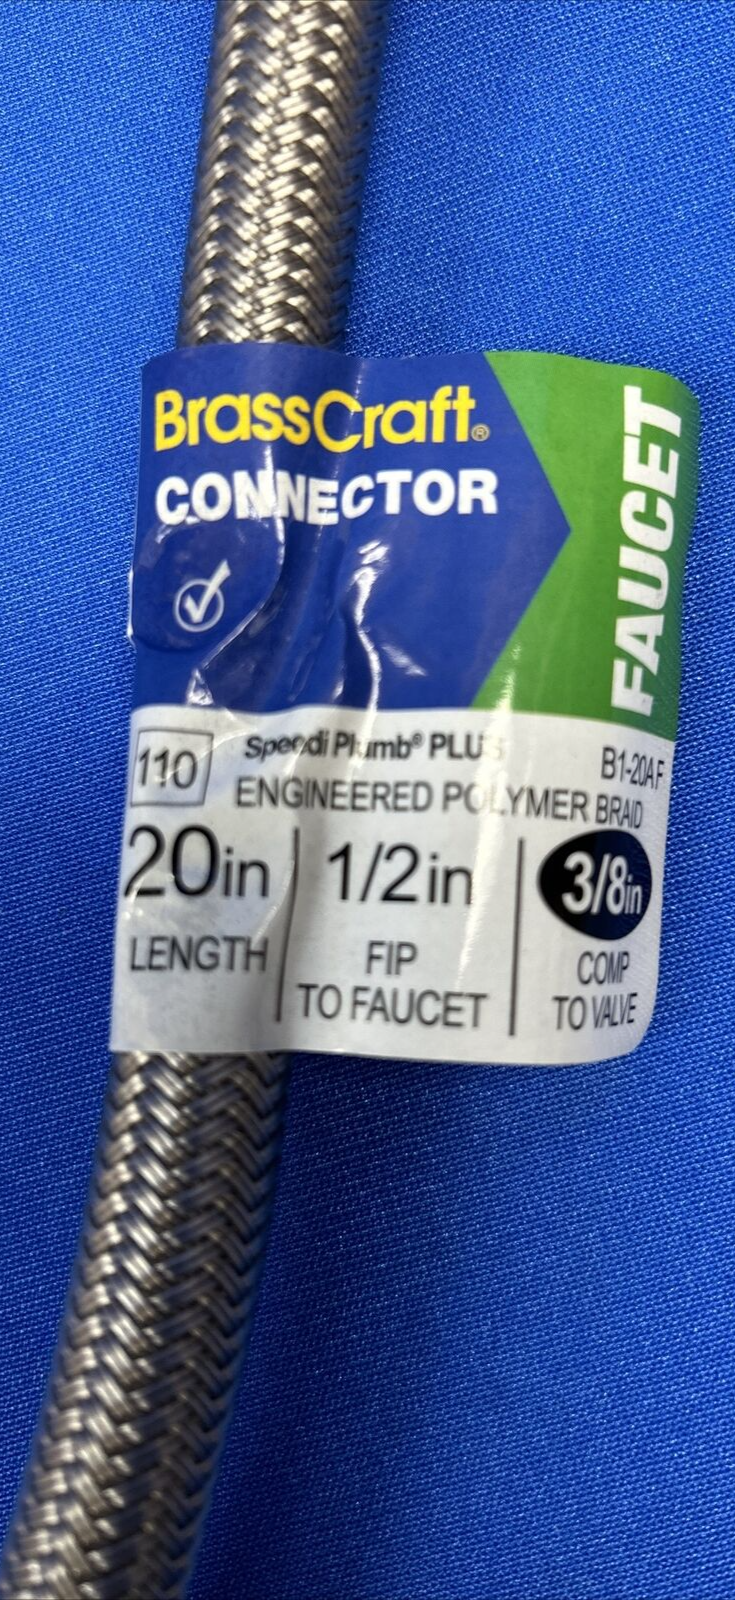 BrassCraft®
CONNECTOR
FAUCET
110
Speedi Plumb® PLUS
B1-20A F
ENGINEERED POLYMER BRAID
20in
LENGTH
1/2in
FIP
TO FAUCET
3/8in
COMP
TO VALVE